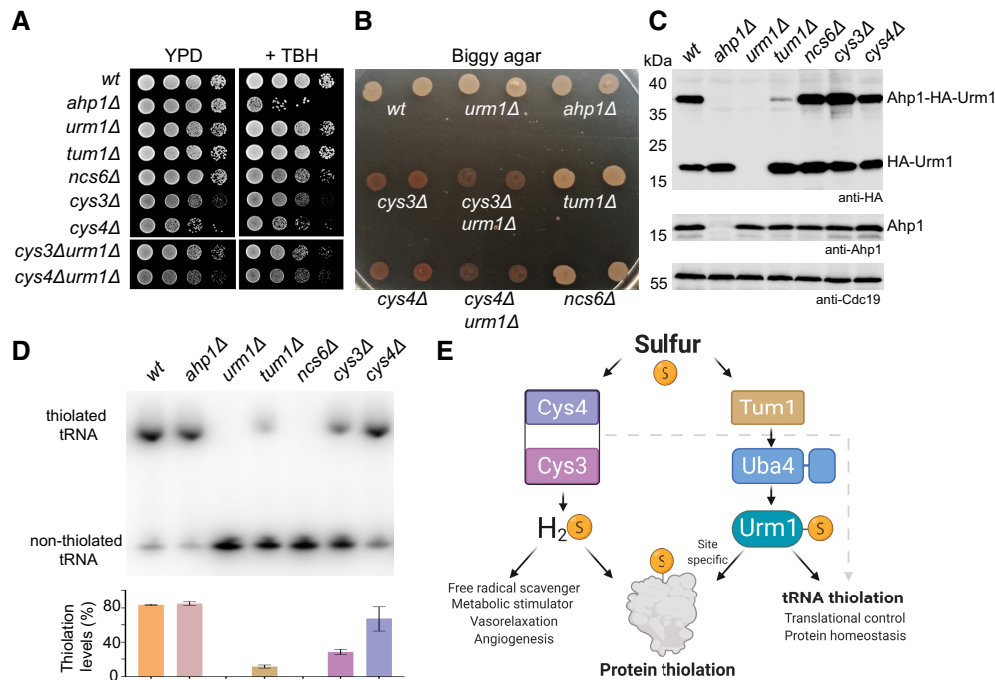 A
YPD
+ TBH
wt
ahp1Δ
urm1Δ
tum1Δ
ncs6Δ
cys3Δ
cys4Δ
cys3Δurm1Δ
cys4Δurm1Δ
B
Biggy agar
wt
urm1Δ
ahp1Δ
cys3Δ
cys3Δ
urm1Δ
tum1Δ
cys4Δ
cys4Δ
urm1Δ
ncs6Δ
C
wt
ahp1Δ
urm1Δ
tum1Δ
ncs6Δ
cys3Δ
cys4Δ
kDa
40
35
25
15
Ahp1-HA-Urm1
HA-Urm1
anti-HA
15
Ahp1
anti-Ahp1
55
anti-Cdc19
D
wt
ahp1Δ
urm1Δ
tum1Δ
ncs6Δ
cys3Δ
cys4Δ
thiolated
tRNA
non-thiolated
tRNA
Thiolation
levels (%)
80
40
0
E
Sulfur
S
Cys4
Cys3
H2S
Free radical scavenger
Metabolic stimulator
Vasorelaxation
Angiogenesis
Tum1
Uba4
Urm1
S
Site
specific
S
Protein thiolation
tRNA thiolation
Translational control
Protein homeostasis